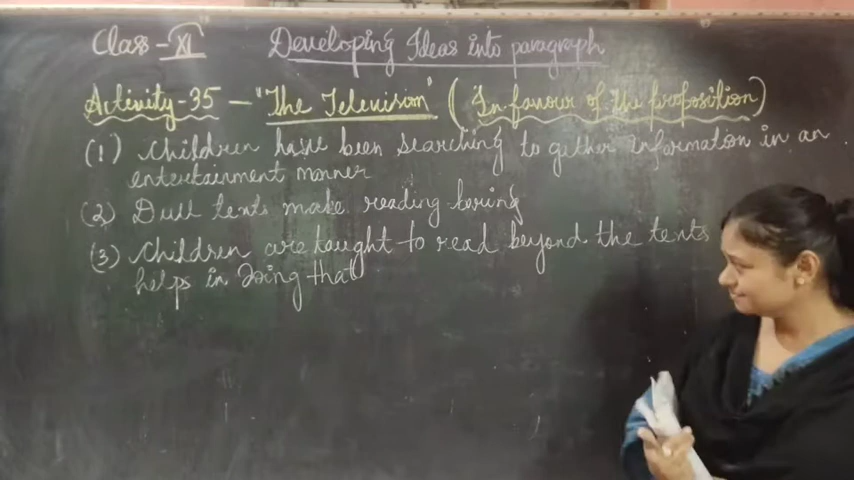 Class - XI Developing Ideas into paragraph
Activity-35 - "The Television" (In favour of the proposition)
(1) Children have been searching to gether information in an
entertainment manner
(2) Dull texts make reading boring
(3) Children are taught to read beyond the texts
helps in doing that